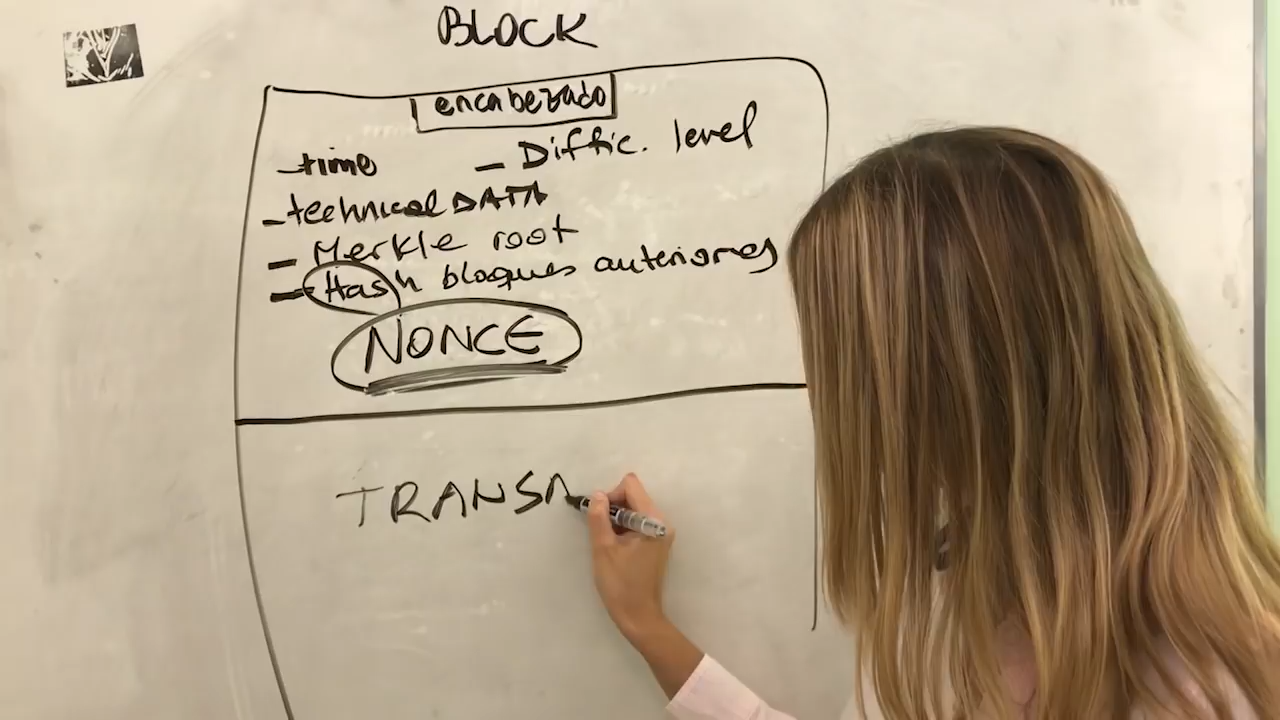 BLOCK
encabezado
- time - Diffic. level
- technical DATA
- Merkle root
- Hash bloques anteriores
NONCE
TRANSA